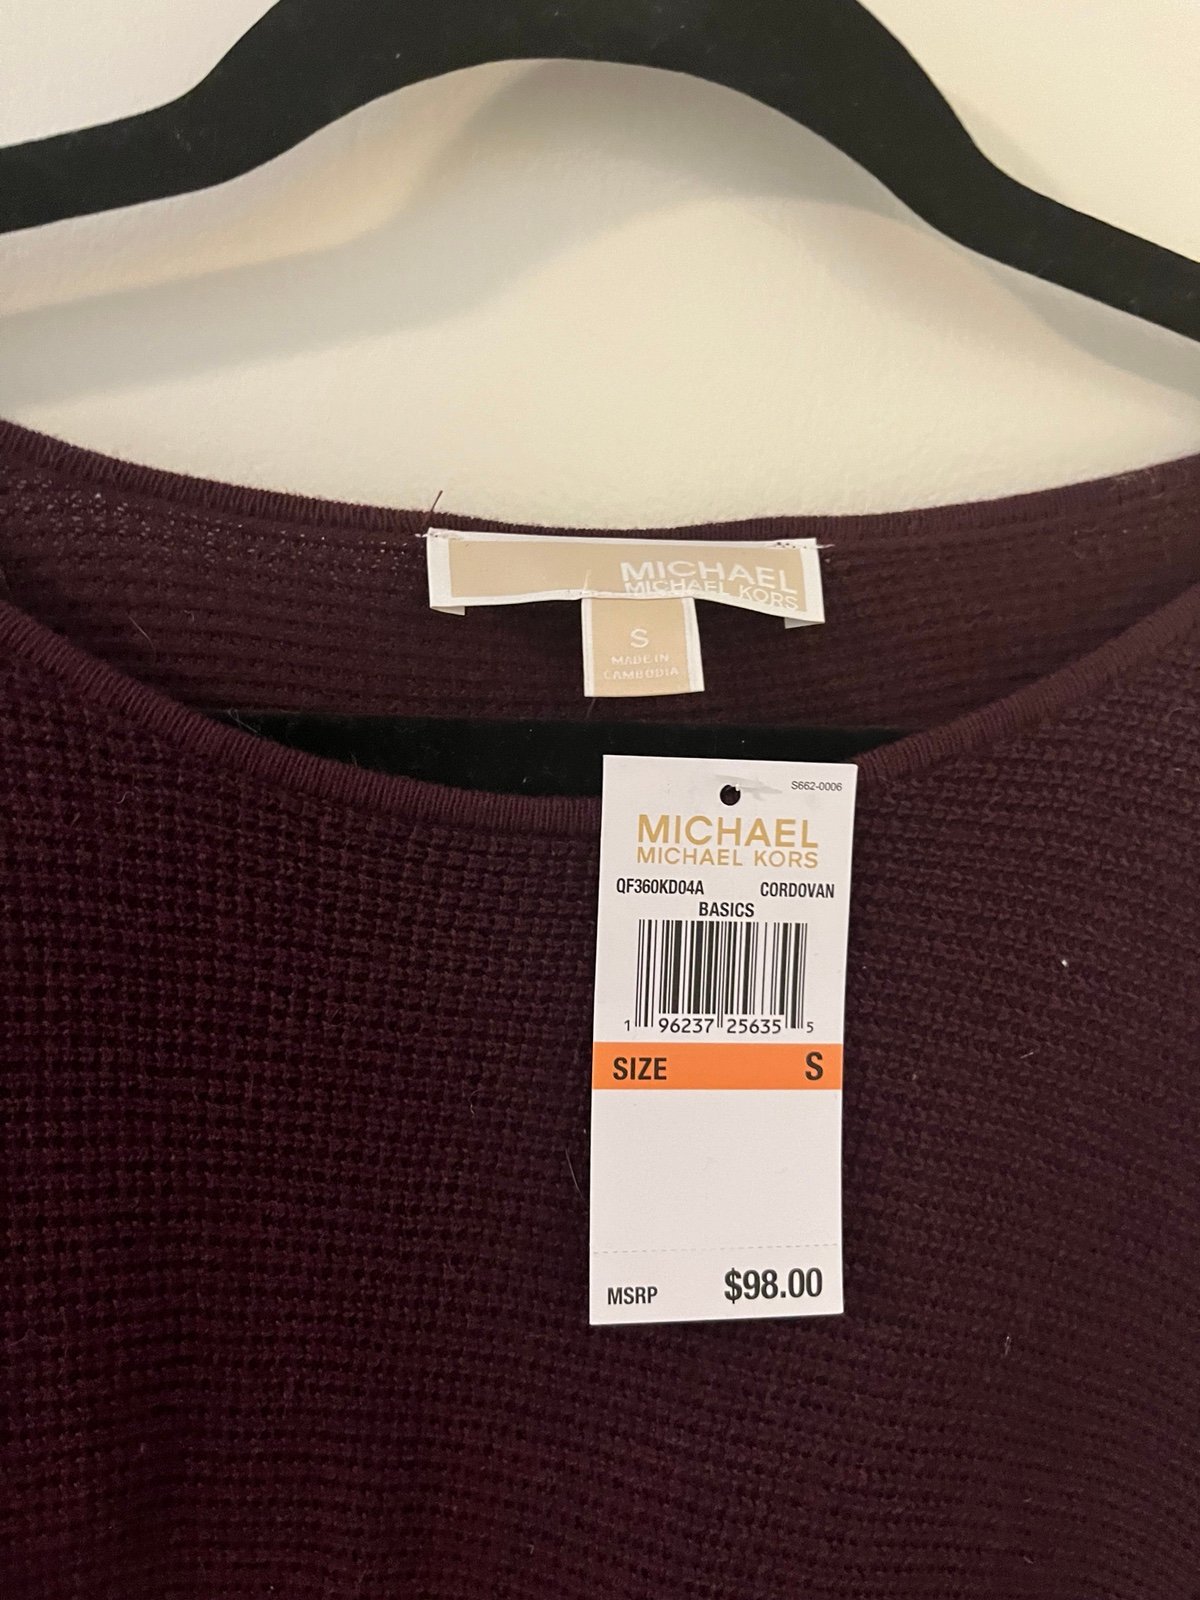 MICHAEL
MICHAEL KORS
S
MADE IN
CAMBODIA
S662-0006
MICHAEL
MICHAEL KORS
QF360KD04A CORDOVAN
BASICS
1 96237 25635 5
SIZE S
MSRP $98.00